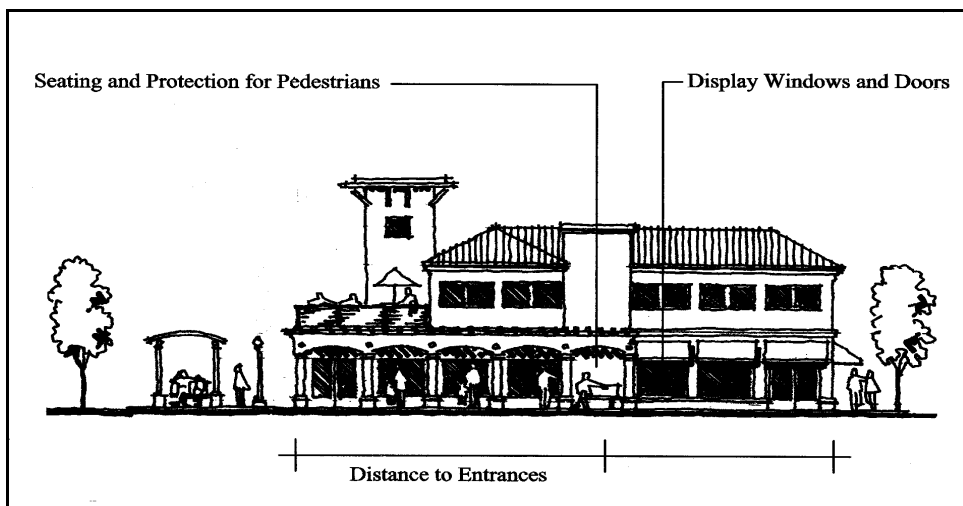 Seating and Protection for Pedestrians
Display Windows and Doors
Distance to Entrances